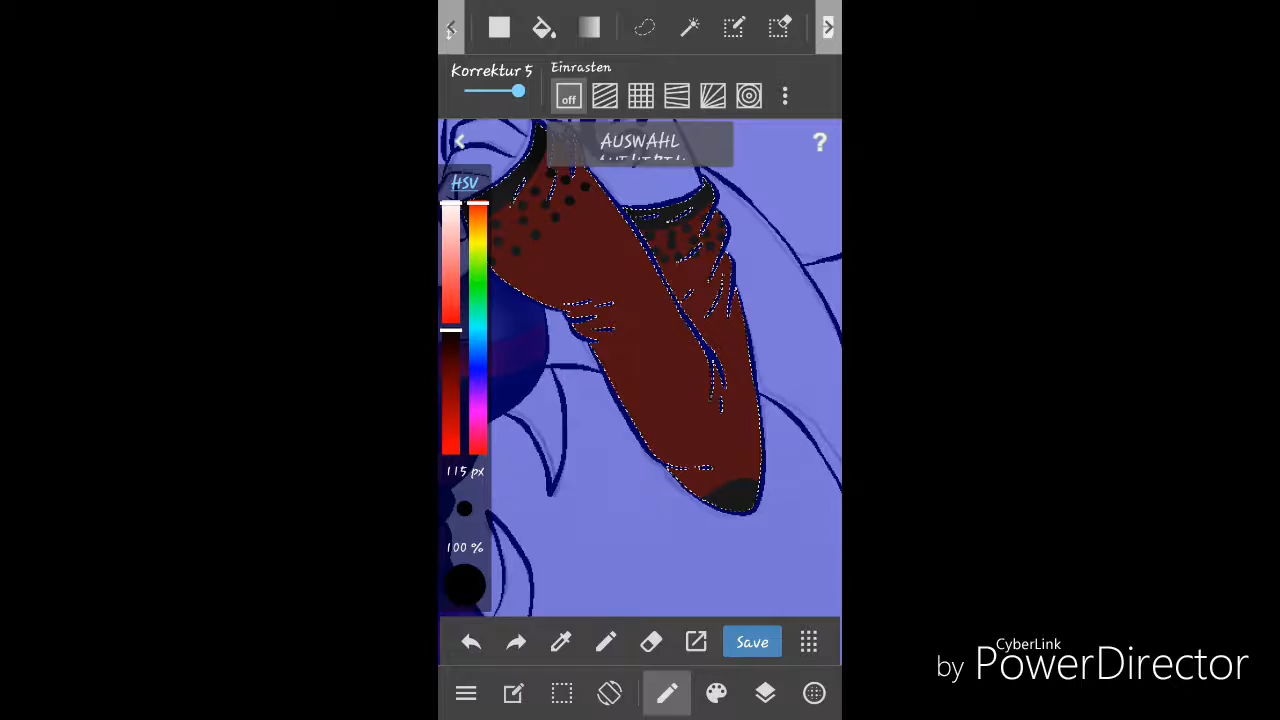 Korrektur 5
Einrasten
off
AUSWAHL
?
HSV
115 px
100 %
Save
CyberLink
by PowerDirector